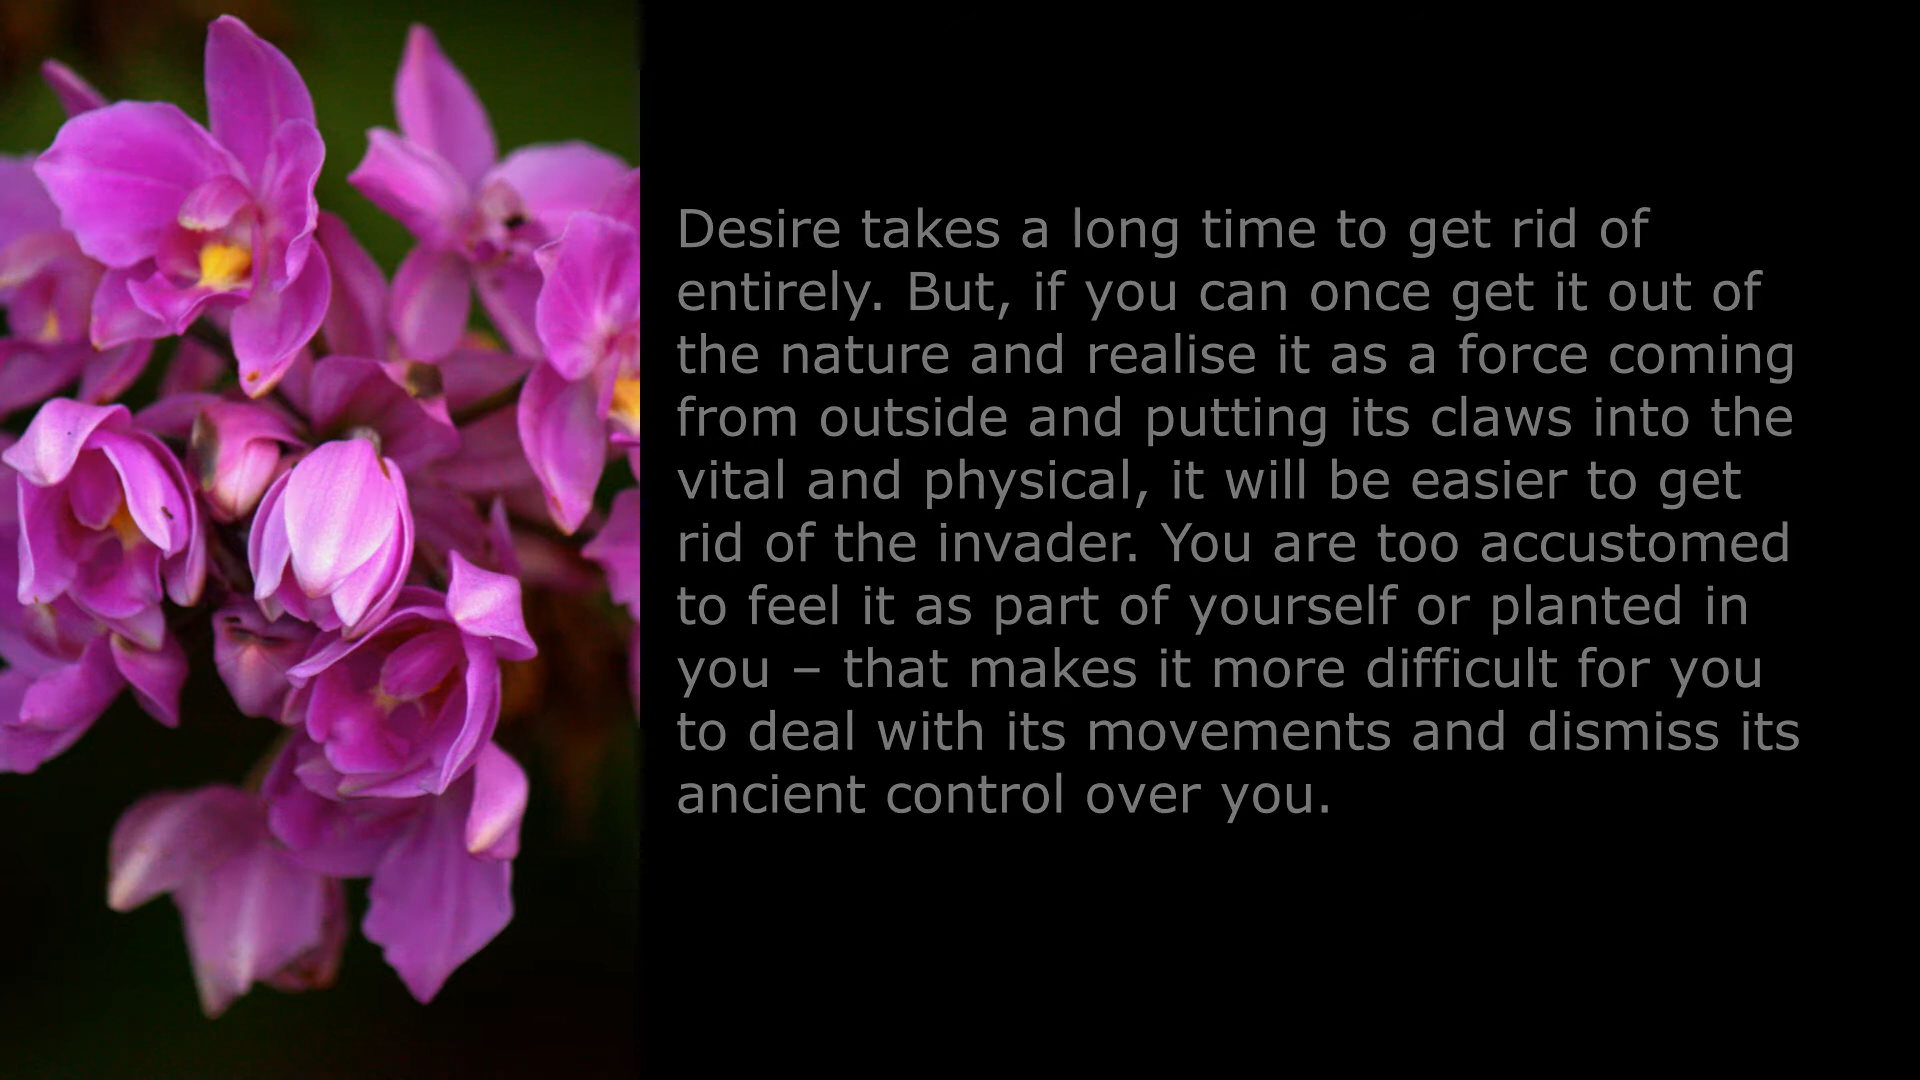 Desire takes a long time to get rid of
entirely. But, if you can once get it out of
the nature and realise it as a force coming
from outside and putting its claws into the
vital and physical, it will be easier to get
rid of the invader. You are too accustomed
to feel it as part of yourself or planted in
you – that makes it more difficult for you
to deal with its movements and dismiss its
ancient control over you.